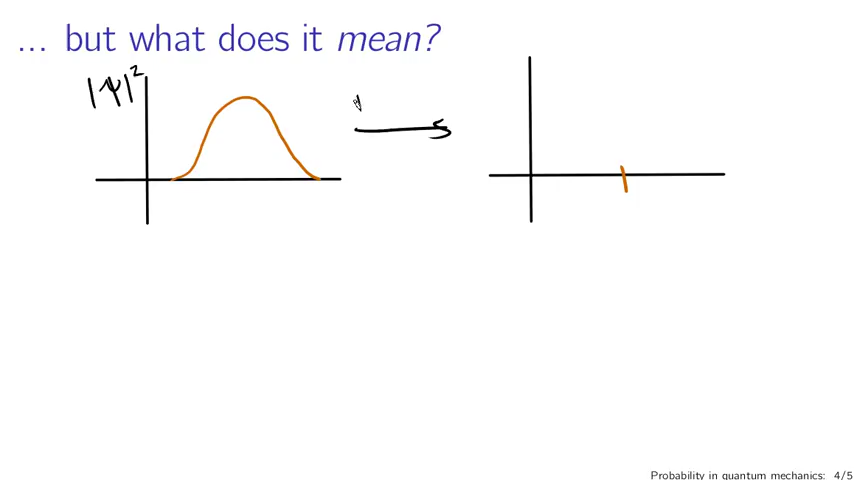 ... but what does it mean?
|ψ|²
Probability in quantum mechanics: 4/5